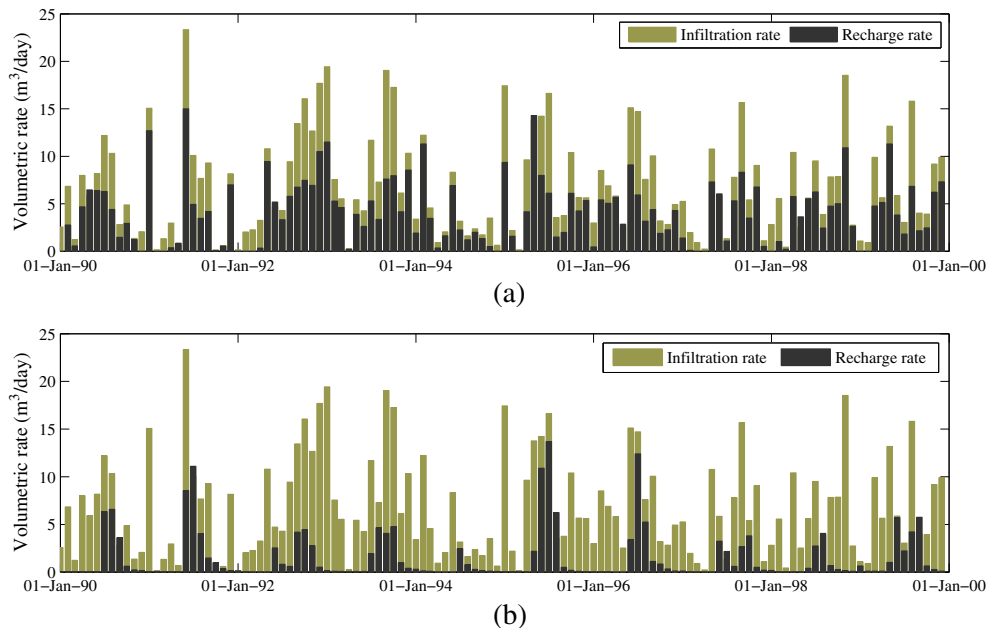 25
20
15
10
5
0
Volumetric rate (m³/day)
Infiltration rate
Recharge rate
01–Jan–90
01–Jan–92
01–Jan–94
01–Jan–96
01–Jan–98
01–Jan–00
(a)
25
20
15
10
5
0
Volumetric rate (m³/day)
Infiltration rate
Recharge rate
01–Jan–90
01–Jan–92
01–Jan–94
01–Jan–96
01–Jan–98
01–Jan–00
(b)